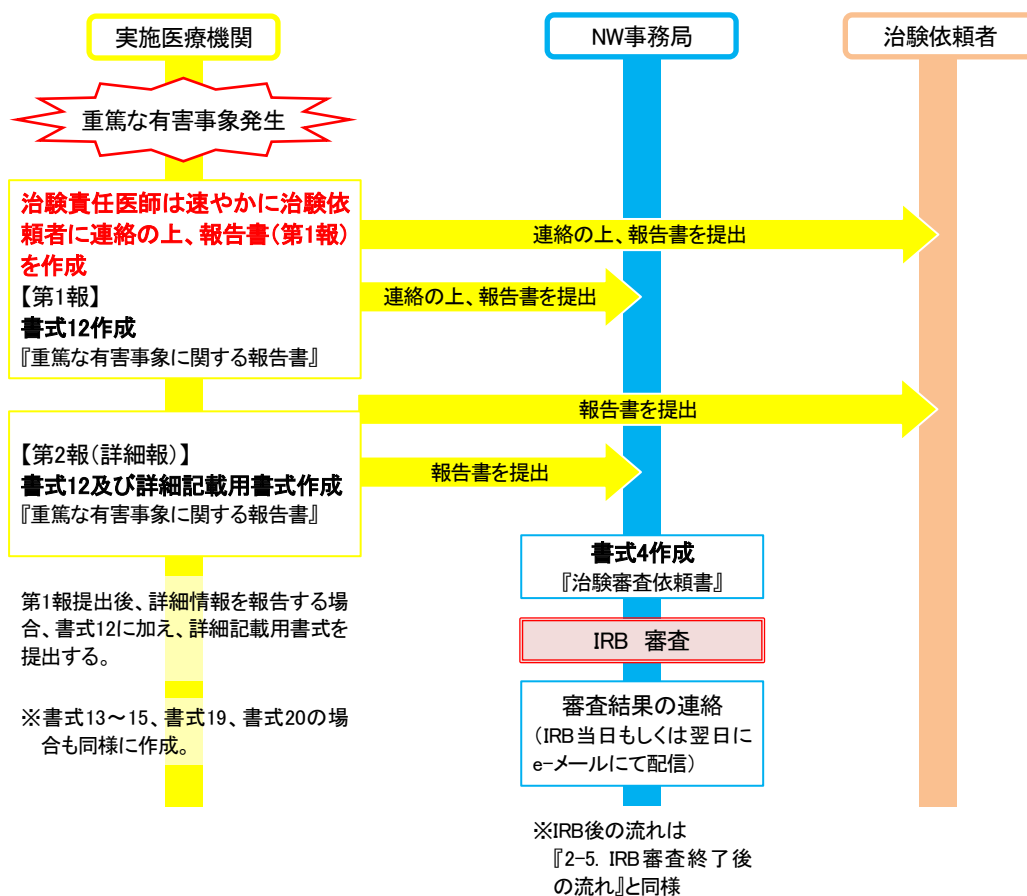 実施医療機関
NW事務局
治験依頼者
重篤な有害事象発生
治験責任医師は速やかに治験依
頼者に連絡の上、報告書(第1報)
を作成
【第1報】
書式12作成
『重篤な有害事象に関する報告書』
連絡の上、報告書を提出
連絡の上、報告書を提出
報告書を提出
【第2報(詳細報)】
書式12及び詳細記載用書式作成
『重篤な有害事象に関する報告書』
報告書を提出
書式4作成
『治験審査依頼書』
第1報提出後、詳細情報を報告する場
合、書式12に加え、詳細記載用書式を
提出する。
IRB 審査
※書式13～15、書式19、書式20の場
合も同様に作成。
審査結果の連絡
(IRB当日もしくは翌日に
e-メールにて配信)
※IRB後の流れは
『2-5. IRB審査終了後
の流れ』と同様